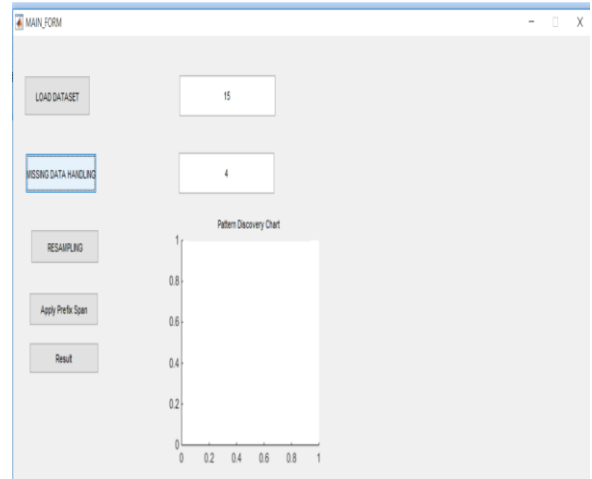 MAIN_FORM
LOAD DATASET
15
MISSING DATA HANDLING
4
RESAMPLING
Pattern Discovery Chart
Apply Prefix Span
Result
1
0.8
0.6
0.4
0.2
0
0 0.2 0.4 0.6 0.8 1